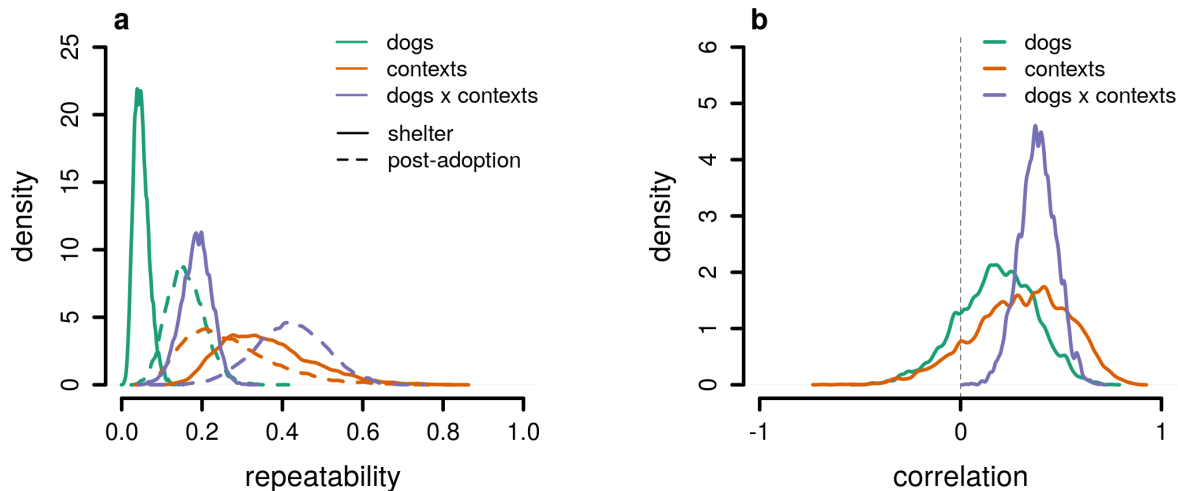 a
25
20
15
10
5
0
density
dogs
contexts
dogs x contexts
shelter
post-adoption
0.0 0.2 0.4 0.6 0.8 1.0
repeatability
b
6
5
4
3
2
1
0
density
dogs
contexts
dogs x contexts
-1 0 1
correlation